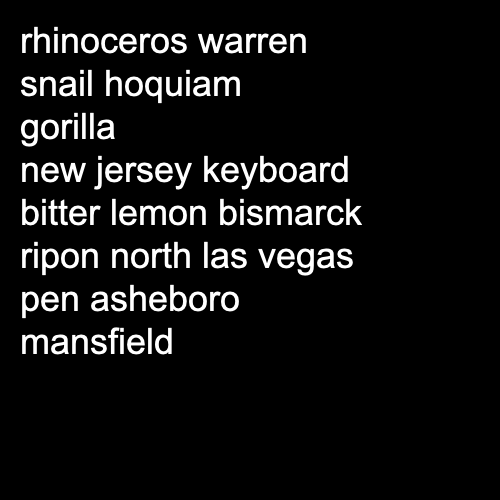 rhinoceros warren
snail hoquiam
gorilla
new jersey keyboard
bitter lemon bismarck
ripon north las vegas
pen asheboro
mansfield